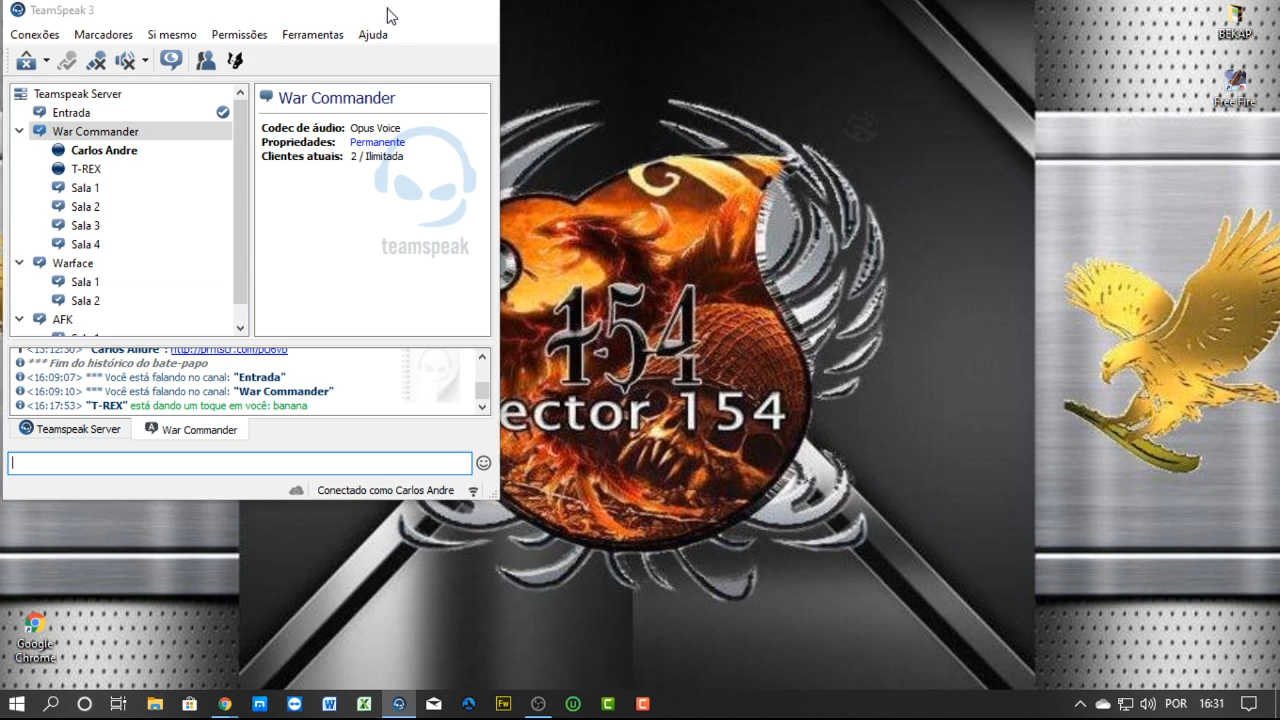 TeamSpeak 3
Conexões Marcadores Si mesmo Permissões Ferramentas Ajuda
Teamspeak Server
Entrada
War Commander
Carlos Andre
T-REX
Sala 1
Sala 2
Sala 3
Sala 4
Warface
Sala 1
Sala 2
AFK
War Commander
Codec de áudio: Opus Voice
Propriedades: Permanente
Clientes atuais: 2 / Ilimitada
teamspeak
"Carlos Andre":
*** Fim do histórico do bate-papo
<16:09:07> *** Você está falando no canal: "Entrada"
<16:09:10> *** Você está falando no canal: "War Commander"
<16:17:53> "T-REX" está dando um toque em você: banana
Teamspeak Server War Commander
Conectado como Carlos Andre
154
ector 154
BEKAP
Free Fire
Google
Chrome
Fw
POR 16:31